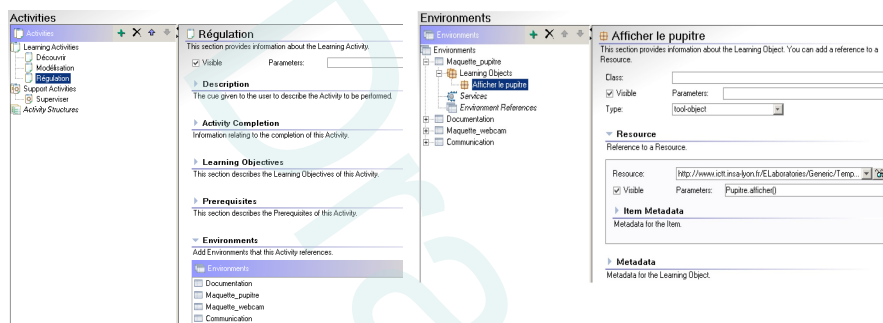 Activities
Activities
Learning Activities
Découvrir
Modélisation
Régulation
Support Activities
Superviser
Activity Structures
Régulation
This section provides information about the Learning Activity.
Visible Parameters:
Description
The cue given to the user to describe the Activity to be performed.
Activity Completion
Information relating to the completion of this Activity.
Learning Objectives
This section describes the Learning Objectives of this Activity.
Prerequisites
This section describes the Prerequisites of this Activity.
Environments
Add Environments that this Activity references.
Environments
Documentation
Maquette_pupitre
Maquette_webcam
Communication
Environments
Environments
Environments
Maquette_pupitre
Learning Objects
Afficher le pupitre
Services
Environment References
Documentation
Maquette_webcam
Communication
Afficher le pupitre
This section provides information about the Learning Object. You can add a reference to a
Resource.
Class:
Visible Parameters:
Type: tool-object
Resource
Reference to a Resource.
Resource: http://www.ictt.insa-lyon.fr/ELaboratories/Generic/Temp...
Visible Parameters: Pupitre.afficher()
Item Metadata
Metadata for the Item.
Metadata
Metadata for the Learning Object.